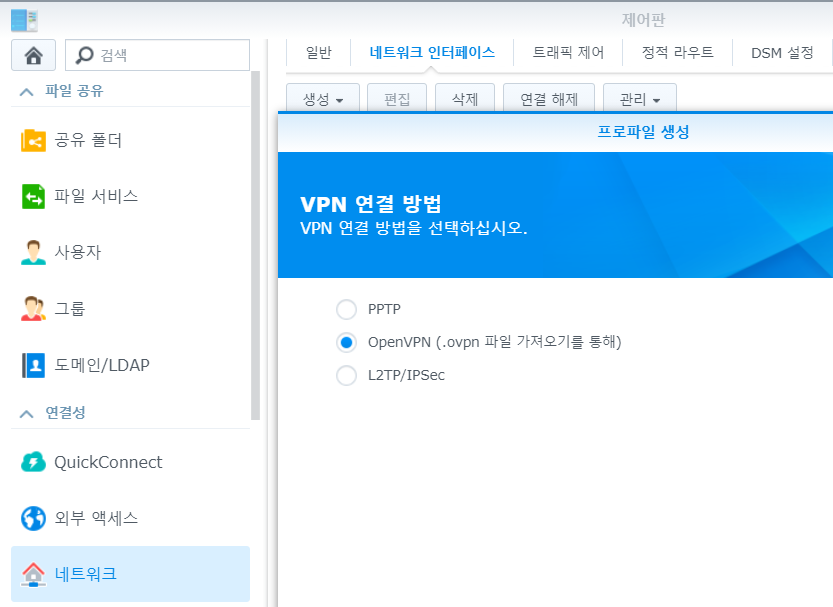 제어판
검색
파일 공유
공유 폴더
파일 서비스
사용자
그룹
도메인/LDAP
연결성
QuickConnect
외부 액세스
네트워크
일반 네트워크 인터페이스 트래픽 제어 정적 라우트 DSM 설정
생성 편집 삭제 연결 해제 관리
프로파일 생성
VPN 연결 방법
VPN 연결 방법을 선택하십시오.
PPTP
OpenVPN (.ovpn 파일 가져오기를 통해)
L2TP/IPSec